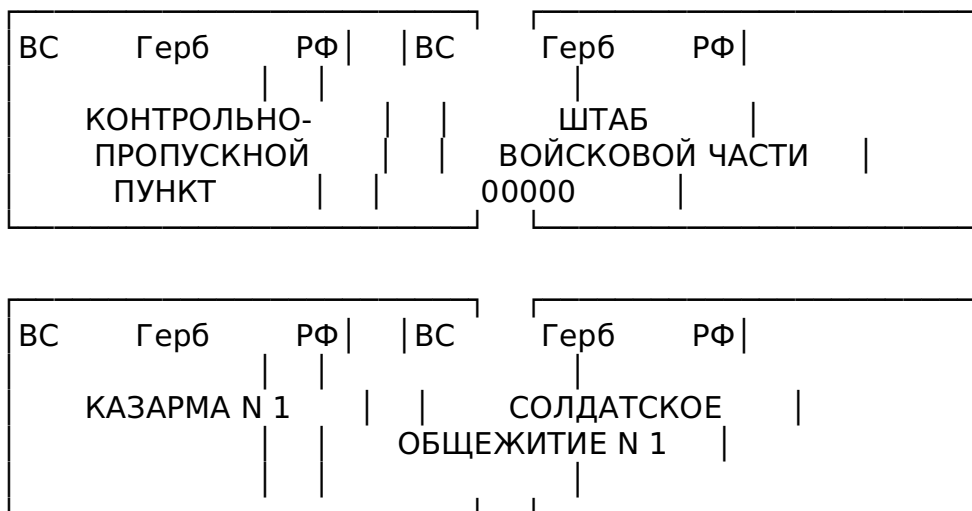 ВС Герб РФ ВС Герб РФ
КОНТРОЛЬНО- ШТАБ
ПРОПУСКНОЙ ВОЙСКОВОЙ ЧАСТИ
ПУНКТ 00000
ВС Герб РФ ВС Герб РФ
КАЗАРМА N 1 СОЛДАТСКОЕ
ОБЩЕЖИТИЕ N 1